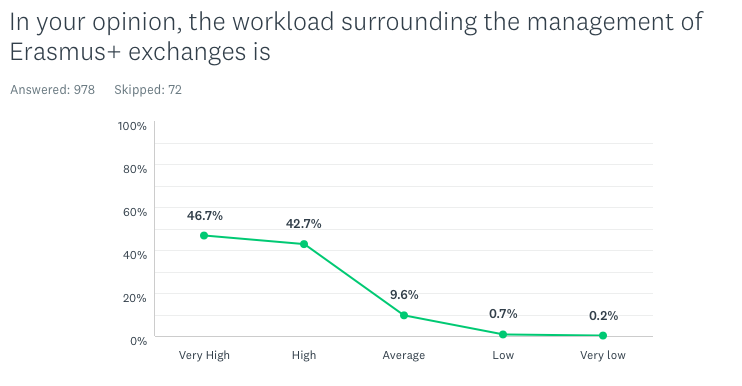 In your opinion, the workload surrounding the management of
Erasmus+ exchanges is
Answered: 978 Skipped: 72
100%
80%
60%
40%
20%
0%
46.7%
42.7%
9.6%
0.7%
0.2%
Very High High Average Low Very low